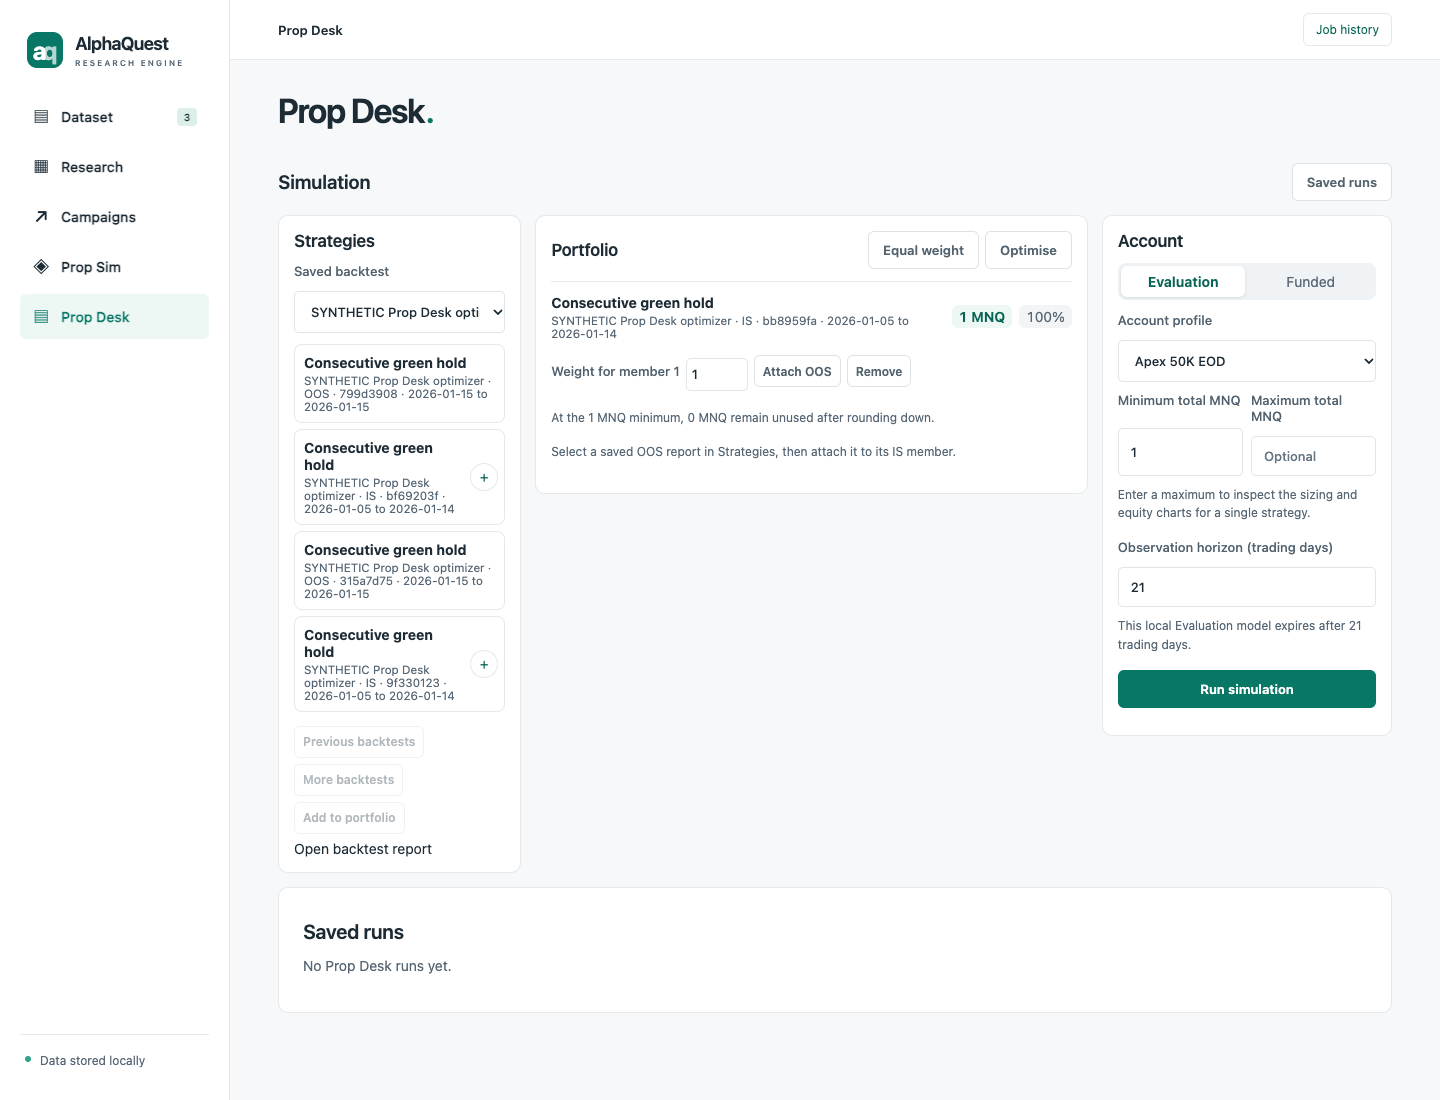 aq
AlphaQuest
RESEARCH ENGINE
Dataset
3
Research
Campaigns
Prop Sim
Prop Desk
Data stored locally
Prop Desk
Job history
Prop Desk.
Simulation
Saved runs
Strategies
Saved backtest
SYNTHETIC Prop Desk opti
Consecutive green hold
SYNTHETIC Prop Desk optimizer ·
OOS · 799d3908 · 2026-01-15 to
2026-01-15
Consecutive green
hold
SYNTHETIC Prop Desk
optimizer · IS · bf69203f ·
2026-01-05 to 2026-01-14
+
Consecutive green hold
SYNTHETIC Prop Desk optimizer ·
OOS · 315a7d75 · 2026-01-15 to
2026-01-15
Consecutive green
hold
SYNTHETIC Prop Desk
optimizer · IS · 9f330123 ·
2026-01-05 to 2026-01-14
+
Previous backtests
More backtests
Add to portfolio
Open backtest report
Portfolio
Equal weight
Optimise
Consecutive green hold
SYNTHETIC Prop Desk optimizer · IS · bb8959fa · 2026-01-05 to
2026-01-14
1 MNQ
100%
Weight for member 1
1
Attach OOS
Remove
At the 1 MNQ minimum, 0 MNQ remain unused after rounding down.
Select a saved OOS report in Strategies, then attach it to its IS member.
Account
Evaluation
Funded
Account profile
Apex 50K EOD
Minimum total MNQ
1
Maximum total
MNQ
Optional
Enter a maximum to inspect the sizing and
equity charts for a single strategy.
Observation horizon (trading days)
21
This local Evaluation model expires after 21
trading days.
Run simulation
Saved runs
No Prop Desk runs yet.